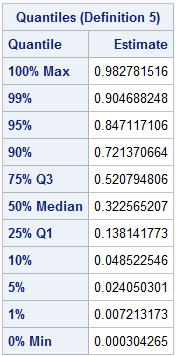 Quantiles (Definition 5)
Quantile Estimate
100% Max 0.982781516
99% 0.904688248
95% 0.847117106
90% 0.721370664
75% Q3 0.520794806
50% Median 0.322565207
25% Q1 0.138141773
10% 0.048522546
5% 0.024050301
1% 0.007213173
0% Min 0.000304265